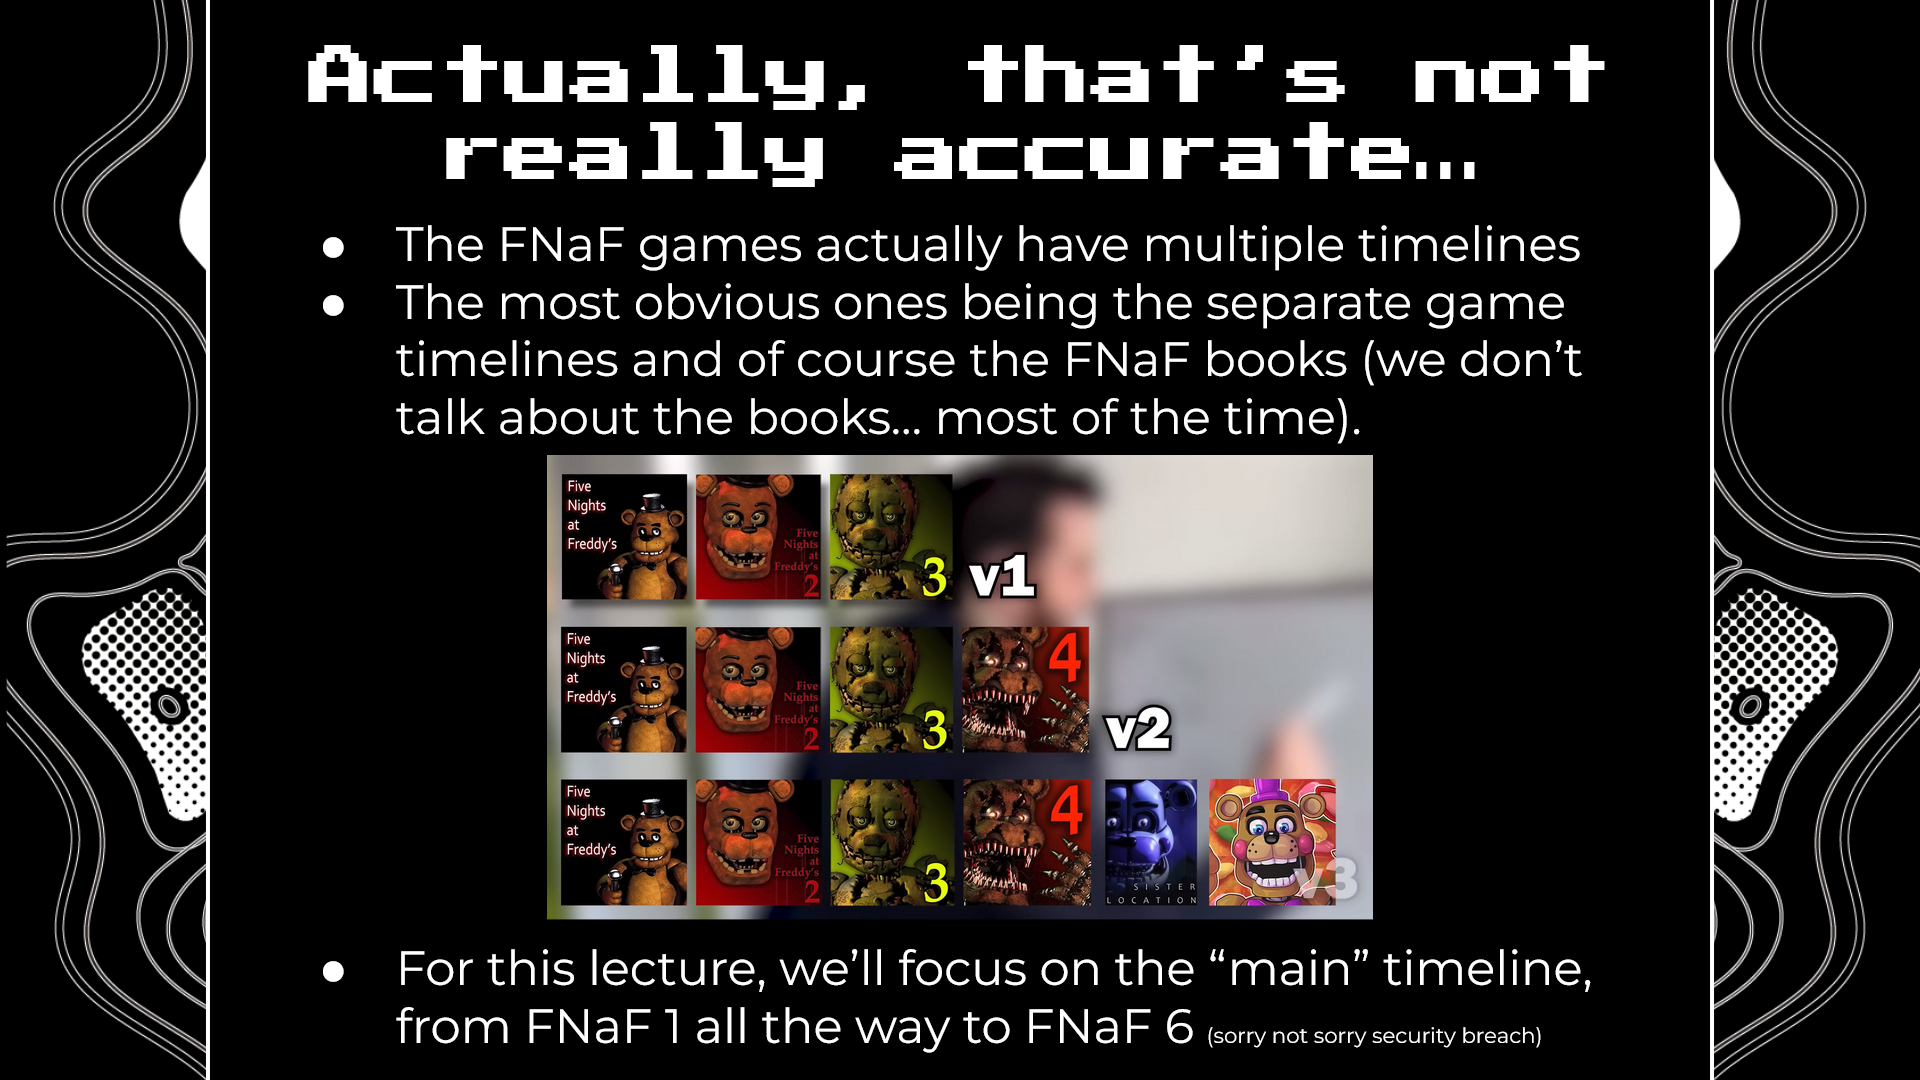 Actually, that's not
really accurate…
● The FNaF games actually have multiple timelines
● The most obvious ones being the separate game
timelines and of course the FNaF books (we don't
talk about the books… most of the time).
Five
Nights
at
Freddy's
Five
Nights
at
Freddy's
2
3
v1
Five
Nights
at
Freddy's
Five
Nights
at
Freddy's
2
3
4
v2
Five
Nights
at
Freddy's
Five
Nights
at
Freddy's
2
3
4
SISTER
LOCATION
v3
● For this lecture, we'll focus on the “main” timeline,
from FNaF 1 all the way to FNaF 6 (sorry not sorry security breach)